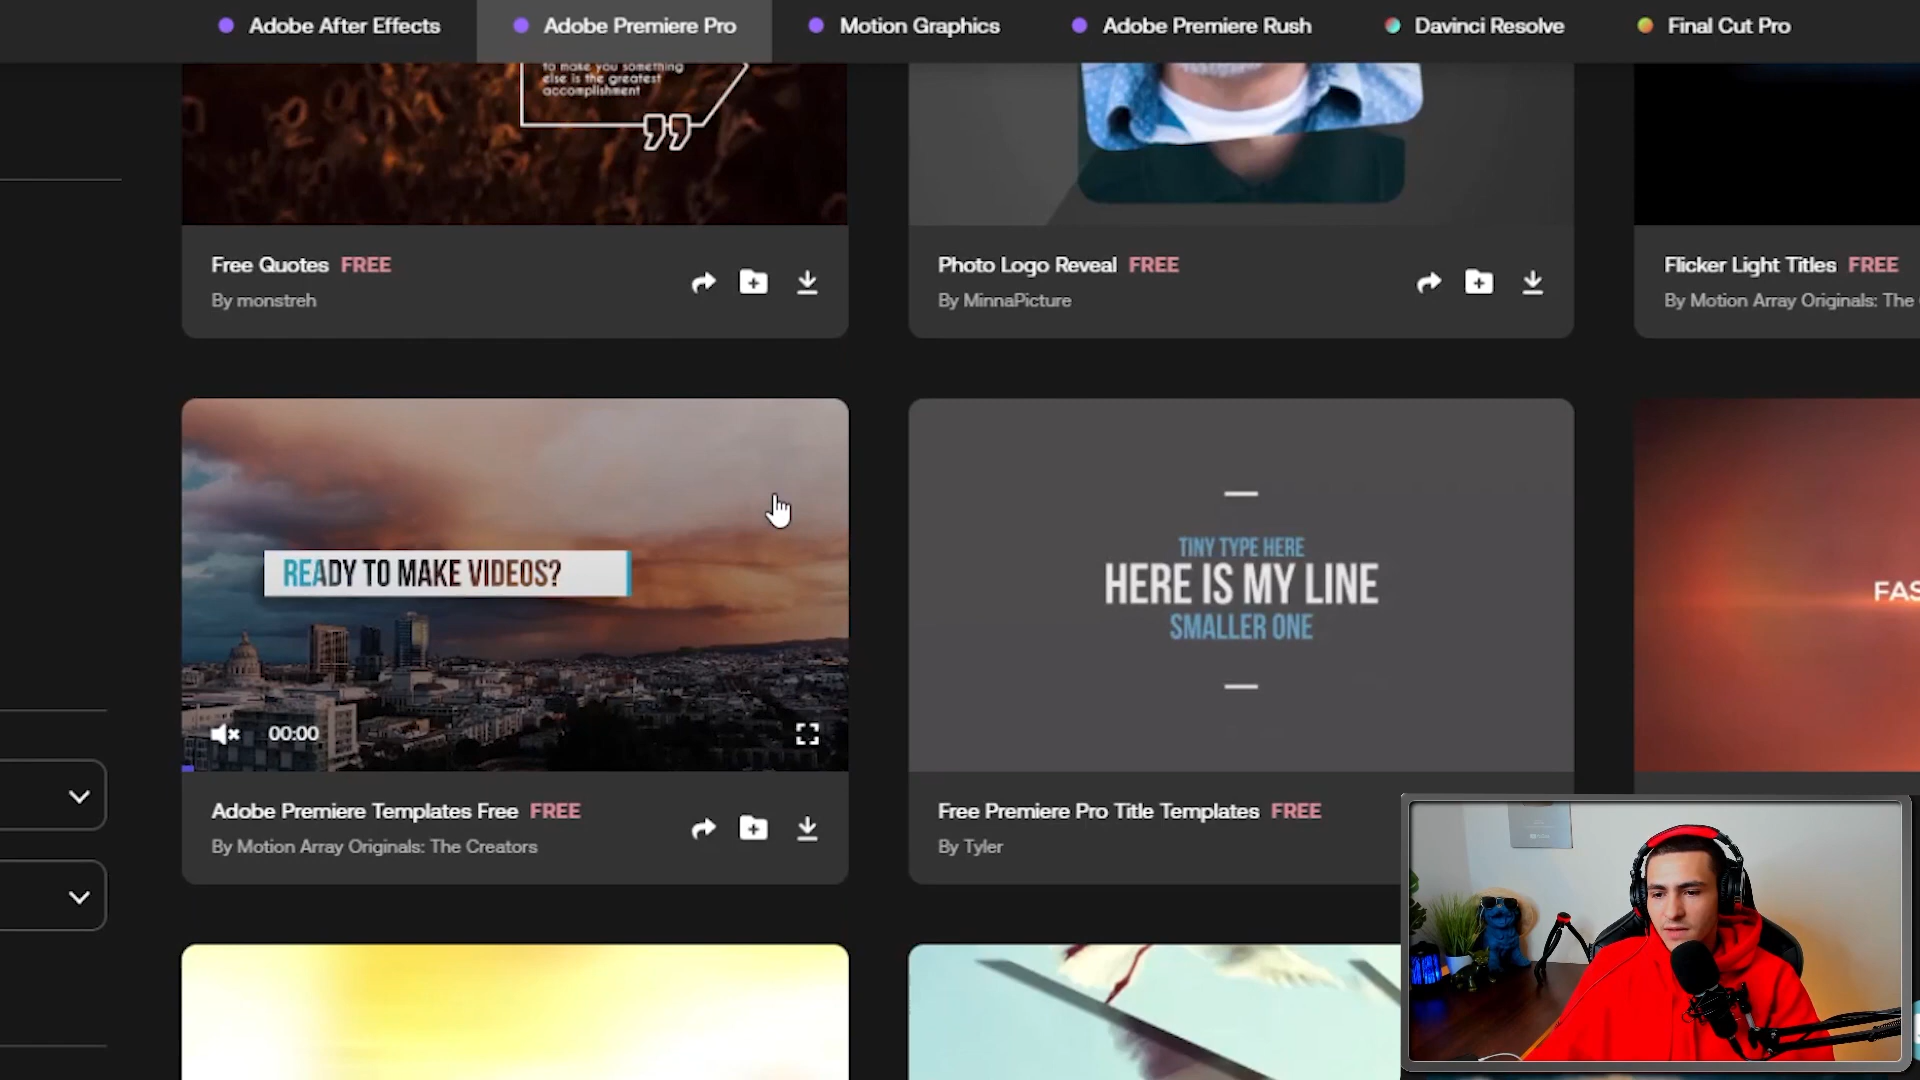 Adobe After Effects
Adobe Premiere Pro
Motion Graphics
Adobe Premiere Rush
Davinci Resolve
Final Cut Pro
to make you something
else is the greatest
accomplishment
Free Quotes FREE
By monstreh
Photo Logo Reveal FREE
By MinnaPicture
Flicker Light Titles FREE
By Motion Array Originals: The
READY TO MAKE VIDEOS?
00:00
TINY TYPE HERE
HERE IS MY LINE
SMALLER ONE
FAS
Adobe Premiere Templates Free FREE
By Motion Array Originals: The Creators
Free Premiere Pro Title Templates FREE
By Tyler